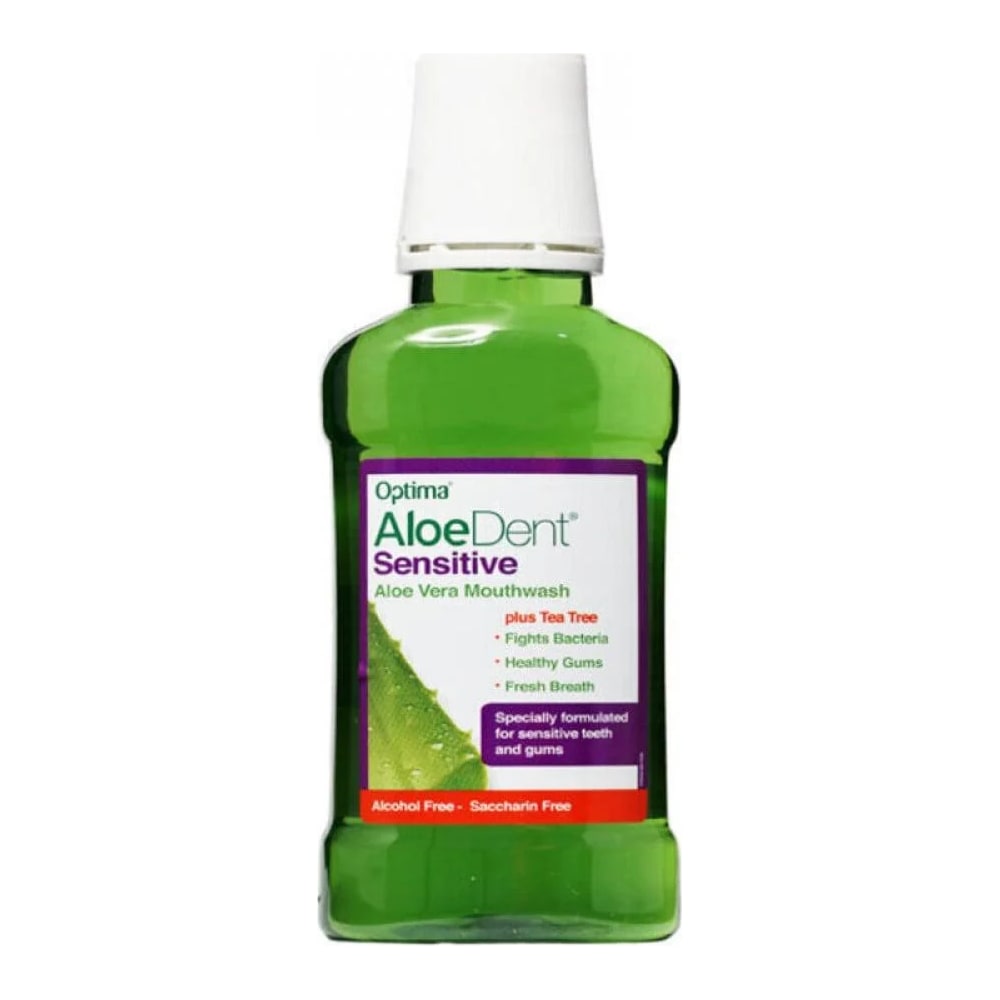 Optima®
AloeDent®
Sensitive
Aloe Vera Mouthwash
plus Tea Tree
• Fights Bacteria
• Healthy Gums
• Fresh Breath
Specially formulated
for sensitive teeth
and gums
Alcohol Free - Saccharin Free